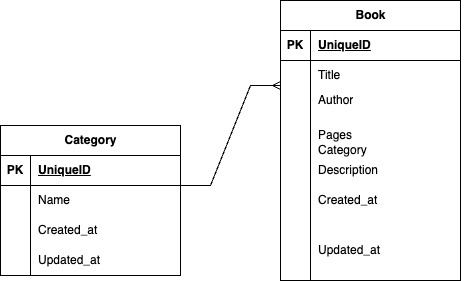 Book
PK UniqueID
Title
Author
Pages
Category
Description
Created_at
Updated_at
Category
PK UniqueID
Name
Created_at
Updated_at